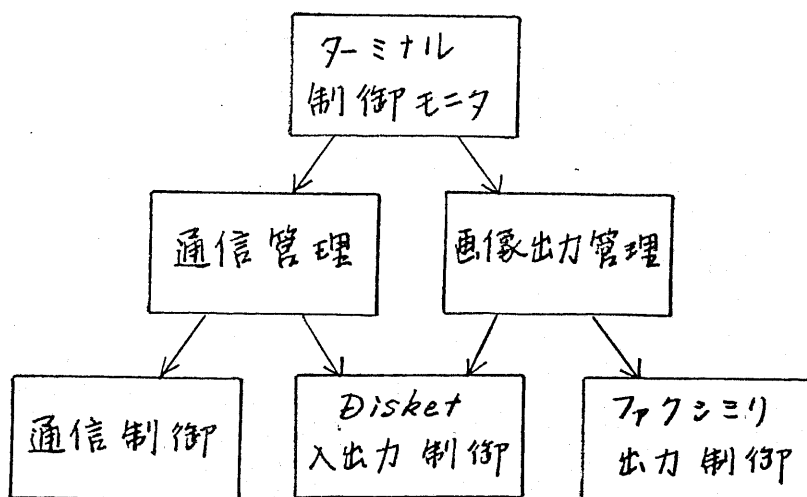 ターミナル
制御モニタ
通信管理
画像出力管理
通信制御
Disket
入出力制御
ファクシミリ
出力制御